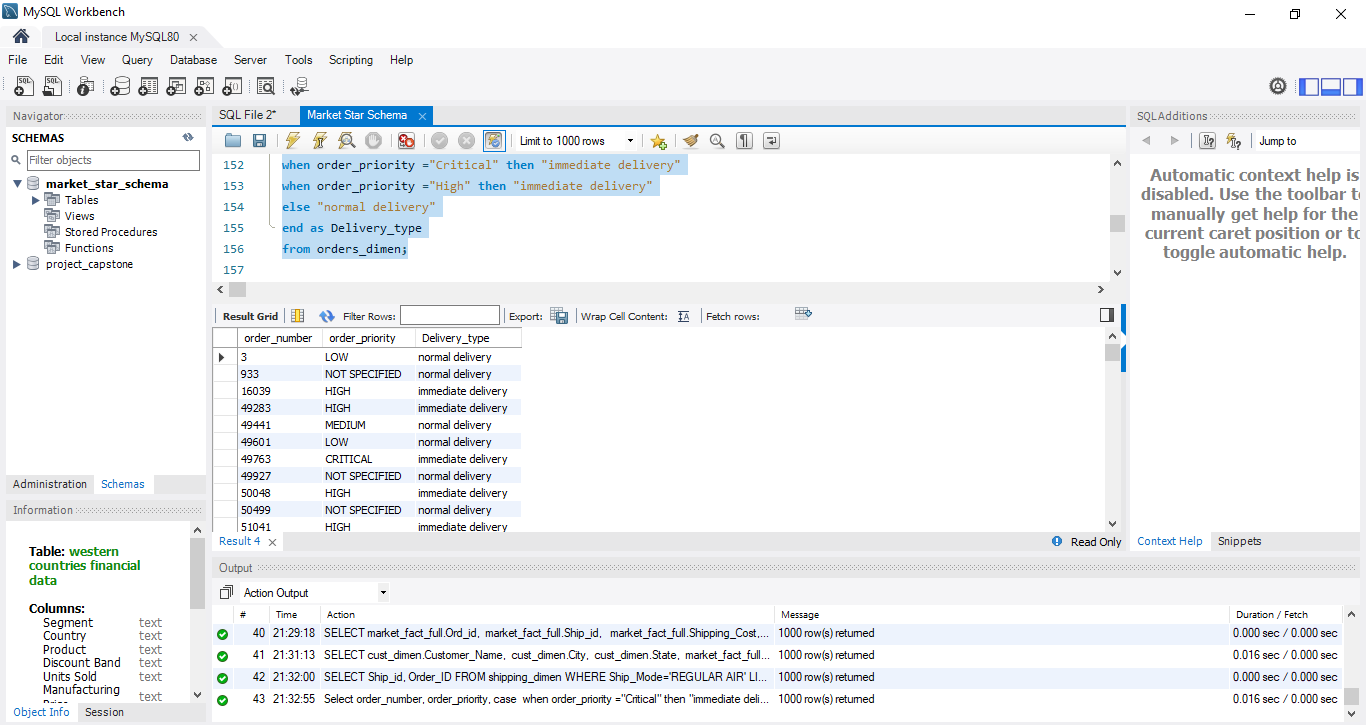 MySQL Workbench
Local instance MySQL80
File Edit View Query Database Server Tools Scripting Help
Navigator
SCHEMAS
Filter objects
market_star_schema
Tables
Views
Stored Procedures
Functions
project_capstone
Administration Schemas
Information
Table: western
countries financial
data
Columns:
Segment text
Country text
Product text
Discount Band text
Units Sold text
Manufacturing
text
Object Info Session
SQL File 2* Market Star Schema
Limit to 1000 rows
152 when order_priority ="Critical" then "immediate delivery"
153 when order_priority ="High" then "immediate delivery"
154 else "normal delivery"
155 end as Delivery_type
156 from orders_dimen;
157
Result Grid Filter Rows: Export: Wrap Cell Content: Fetch rows:
order_number order_priority Delivery_type
3 LOW normal delivery
933 NOT SPECIFIED normal delivery
16039 HIGH immediate delivery
49283 HIGH immediate delivery
49441 MEDIUM normal delivery
49601 LOW normal delivery
49763 CRITICAL immediate delivery
49927 NOT SPECIFIED normal delivery
50048 HIGH immediate delivery
50499 NOT SPECIFIED normal delivery
51041 HIGH immediate delivery
Result 4 Read Only
Output
Action Output
# Time Action Message Duration / Fetch
40 21:29:18 SELECT market_fact_full.Ord_id, market_fact_full.Ship_id, market_fact_full.Shipping_Cost,... 1000 row(s) returned 0.000 sec / 0.000 sec
41 21:31:13 SELECT cust_dimen.Customer_Name, cust_dimen.City, cust_dimen.State, market_fact_full... 1000 row(s) returned 0.016 sec / 0.000 sec
42 21:32:00 SELECT Ship_id, Order_ID FROM shipping_dimen WHERE Ship_Mode='REGULAR AIR' LI... 1000 row(s) returned 0.000 sec / 0.000 sec
43 21:32:55 Select order_number, order_priority, case when order_priority ="Critical" then "immediate deli... 1000 row(s) returned 0.016 sec / 0.000 sec
SQLAdditions
Jump to
Automatic context help is
disabled. Use the toolbar to
manually get help for the
current caret position or to
toggle automatic help.
Context Help Snippets